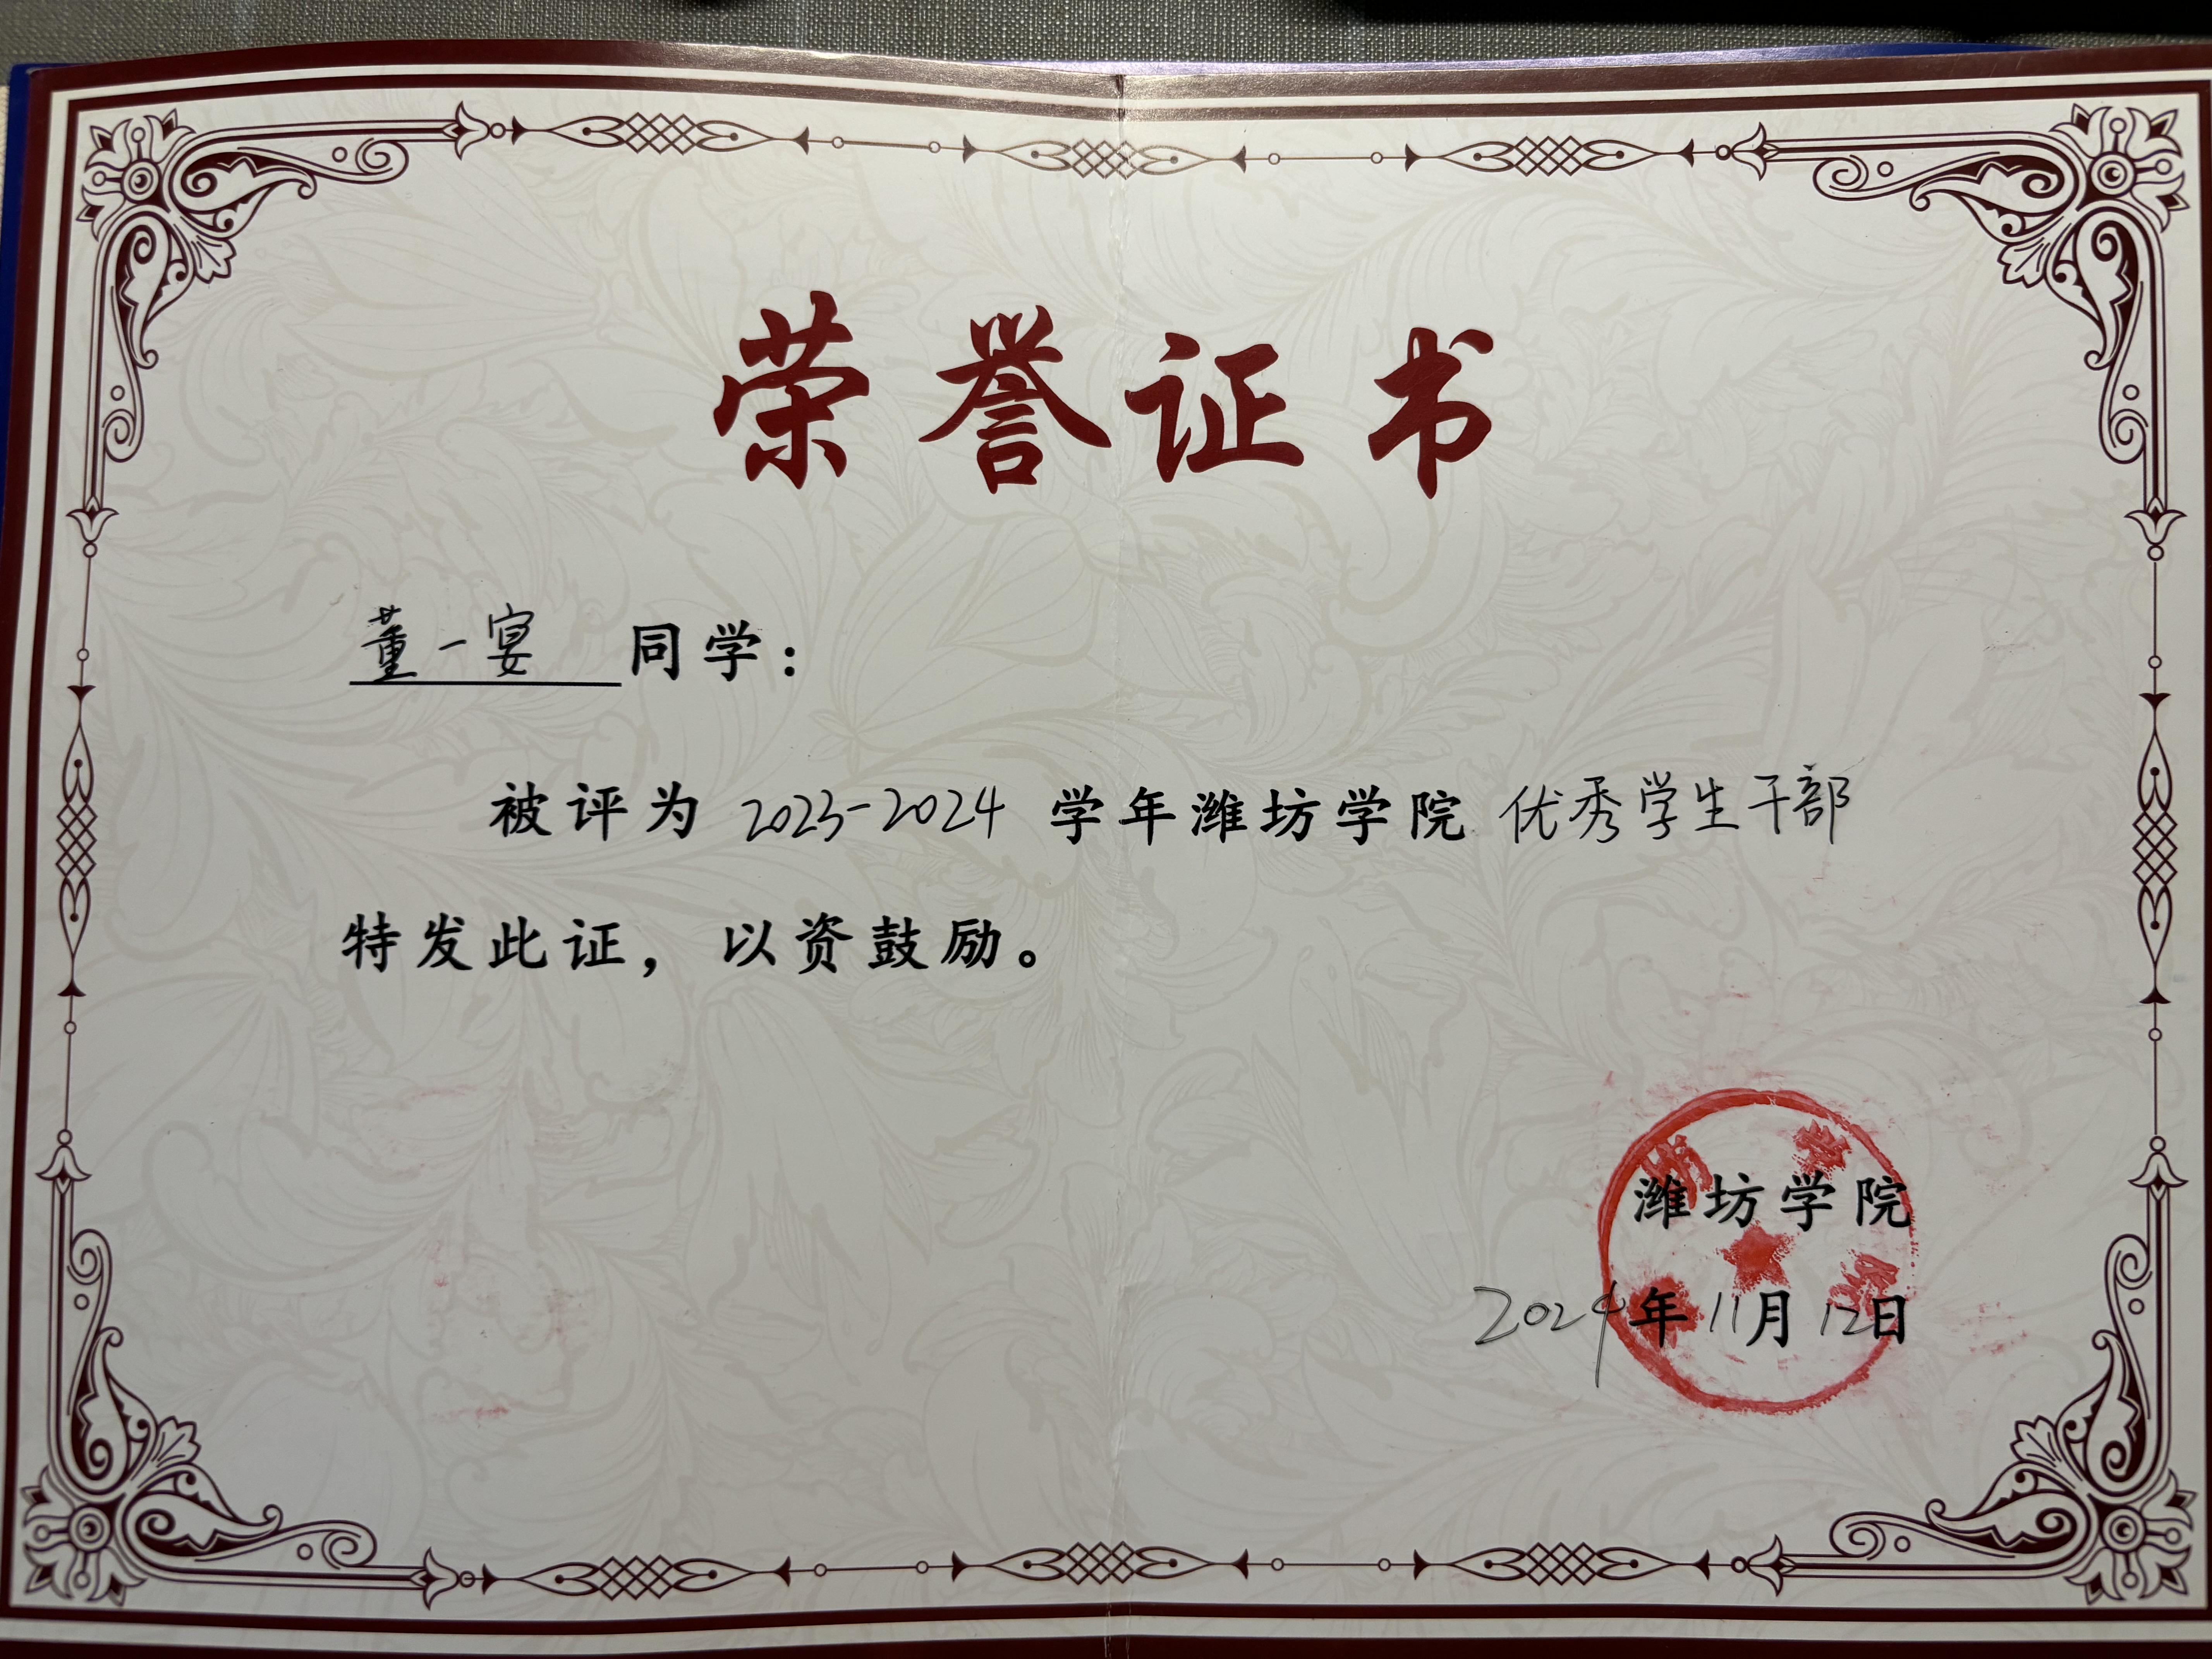 荣誉证书
董一宴 同学：
被评为 2023-2024 学年潍坊学院 优秀学生干部
特发此证，以资鼓励。
潍坊学院
2024年11月12日